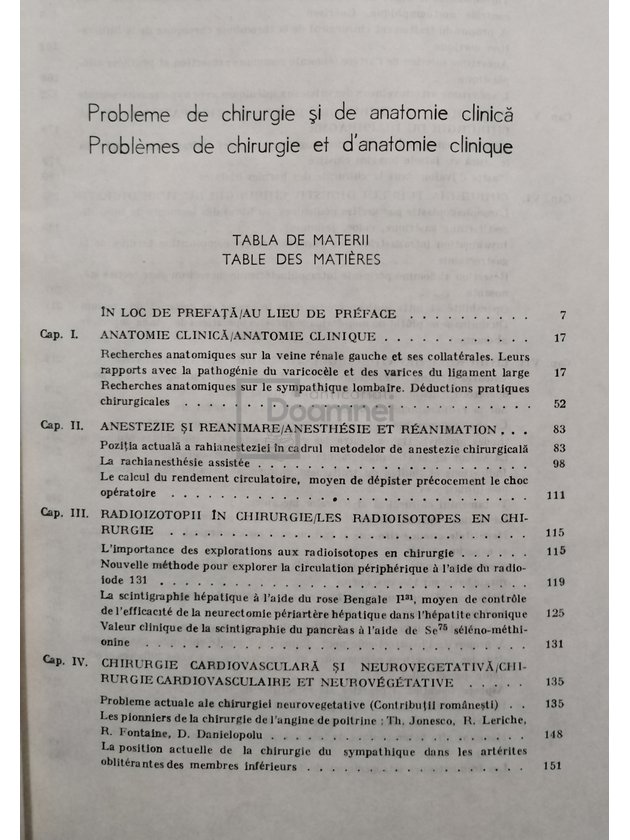 Probleme de chirurgie şi de anatomie clinică
Problèmes de chirurgie et d'anatomie clinique
TABLA DE MATERII
TABLE DES MATIÈRES
ÎN LOC DE PREFAŢĂ/AU LIEU DE PRÉFACE . . . . . . . . . . 7
Cap. I. ANATOMIE CLINICĂ/ANATOMIE CLINIQUE . . . . . . . . . . . . 17
Recherches anatomiques sur la veine rénale gauche et ses collatérales. Leurs
rapports avec la pathogénie du varicocèle et des varices du ligament large 17
Recherches anatomiques sur le sympathique lombaire. Déductions pratiques
chirurgicales . . . . . . . . . . . . . . . . . . . . . . 52
Cap. II. ANESTEZIE ŞI REANIMARE/ANESTHÉSIE ET RÉANIMATION . . . 83
Poziţia actuală a rahianesteziei în cadrul metodelor de anestezie chirurgicală 83
La rachianesthésie assistée . . . . . . . . . . . . . . . . . . 98
Le calcul du rendement circulatoire, moyen de dépister précocement le choc
opératoire . . . . . . . . . . . . . . . . . . . . . . . 111
Cap. III. RADIOIZOTOPII ÎN CHIRURGIE/LES RADIOISOTOPES EN CHI-
RURGIE . . . . . . . . . . . . . . . . . . . . . . . 115
L'importance des explorations aux radioisotopes en chirurgie . . . . . . 115
Nouvelle méthode pour explorer la circulation périphérique à l'aide du radio-
iode 131 . . . . . . . . . . . . . . . . . . . . . . . . 119
La scintigraphie hépatique à l'aide du rose Bengale I¹³¹, moyen de contrôle
de l'efficacité de la neurectomie périartère hépatique dans l'hépatite chronique 125
Valeur clinique de la scintigraphie du pancréas à l'aide de Se⁷⁵ séléno-méthi-
onine . . . . . . . . . . . . . . . . . . . . . . . . . 131
Cap. IV. CHIRURGIE CARDIOVASCULARĂ ŞI NEUROVEGETATIVĂ/CHI-
RURGIE CARDIOVASCULAIRE ET NEUROVÉGÉTATIVE . . . . . 135
Probleme actuale ale chirurgiei neurovegetative (Contribuţii româneşti) . . 135
Les pionniers de la chirurgie de l'angine de poitrine : Th. Jonesco, R. Leriche,
R. Fontaine, D. Danielopolu . . . . . . . . . . . . . . . . . 148
La position actuelle de la chirurgie du sympathique dans les artérites
oblitérantes des membres inférieurs . . . . . . . . . . . . . . 151
anticariat
Doamnei